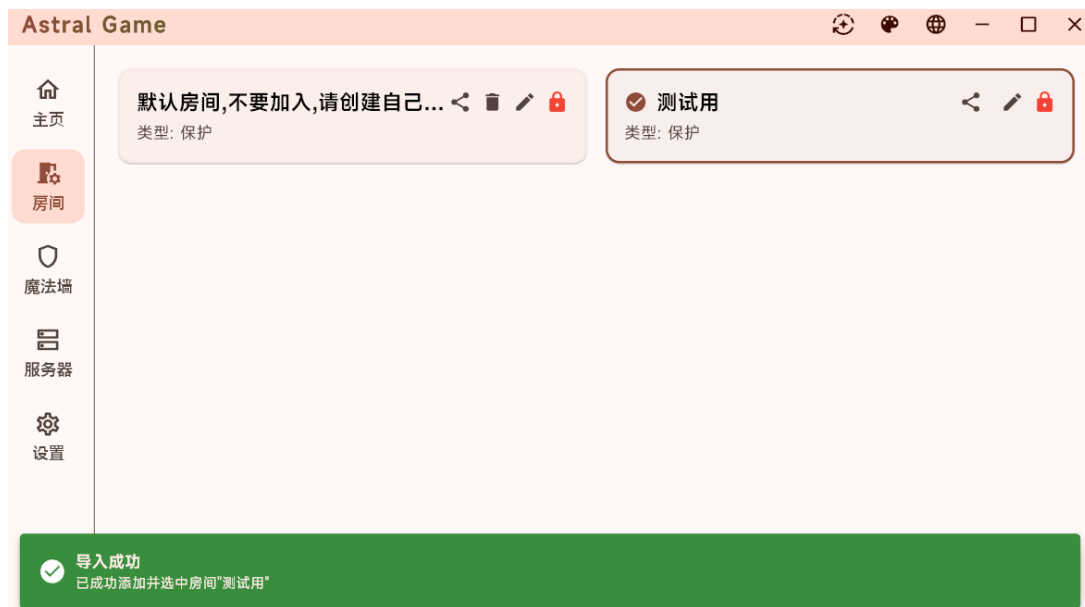 Astral Game
主页
房间
魔法墙
服务器
设置
默认房间,不要加入,请创建自己...
类型: 保护
测试用
类型: 保护
导入成功
已成功添加并选中房间"测试用"